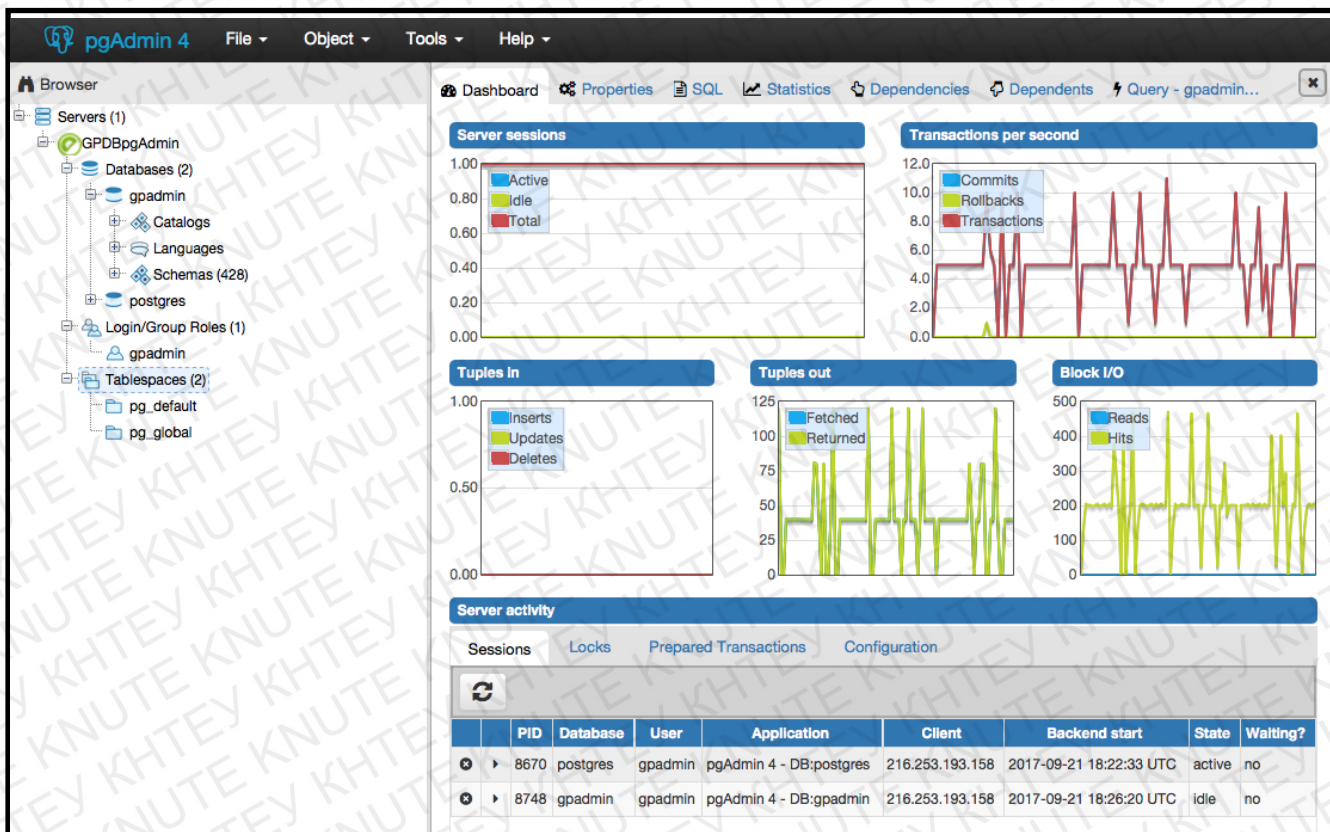 pgAdmin 4 File Object Tools Help
Browser
Servers (1)
GPDBpgAdmin
Databases (2)
gpadmin
Catalogs
Languages
Schemas (428)
postgres
Login/Group Roles (1)
gpadmin
Tablespaces (2)
pg_default
pg_global
Dashboard Properties SQL Statistics Dependencies Dependents Query - gpadmin...
Server sessions
1.00
0.80
0.60
0.40
0.20
0.00
Active
Idle
Total
Transactions per second
12.0
10.0
8.0
6.0
4.0
2.0
0.0
Commits
Rollbacks
Transactions
Tuples in
1.00
0.50
0.00
Inserts
Updates
Deletes
Tuples out
125
100
75
50
25
0
Fetched
Returned
Block I/O
500
400
300
200
100
0
Reads
Hits
Server activity
Sessions Locks Prepared Transactions Configuration
PID Database User Application Client Backend start State Waiting?
8670 postgres gpadmin pgAdmin 4 - DB:postgres 216.253.193.158 2017-09-21 18:22:33 UTC active no
8748 gpadmin gpadmin pgAdmin 4 - DB:gpadmin 216.253.193.158 2017-09-21 18:26:20 UTC idle no
KNUTE KHTEY